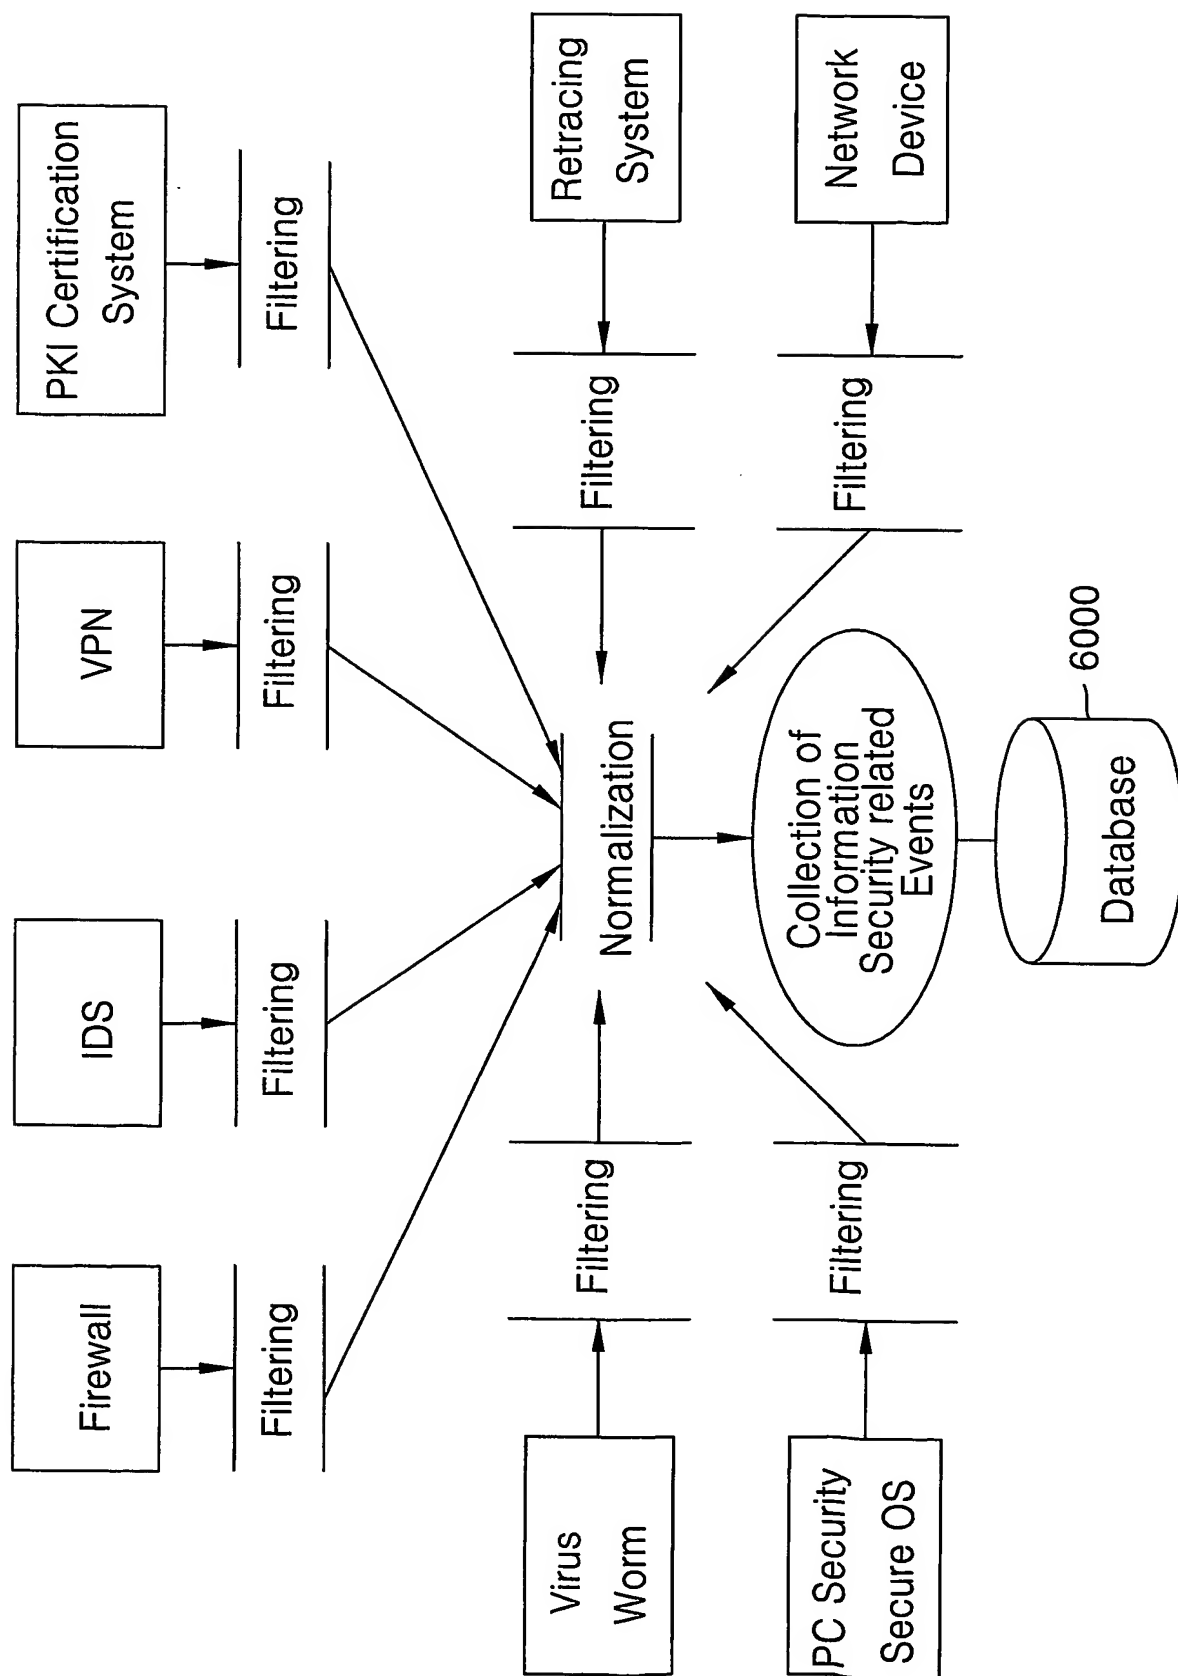 Firewall
IDS
VPN
PKI Certification
System
Filtering
Filtering
Filtering
Filtering
Virus
Worm
Filtering
Normalization
Filtering
Retracing
System
PC Security
Secure OS
Filtering
Collection of
Information
Security related
Events
Filtering
Network
Device
Database
6000